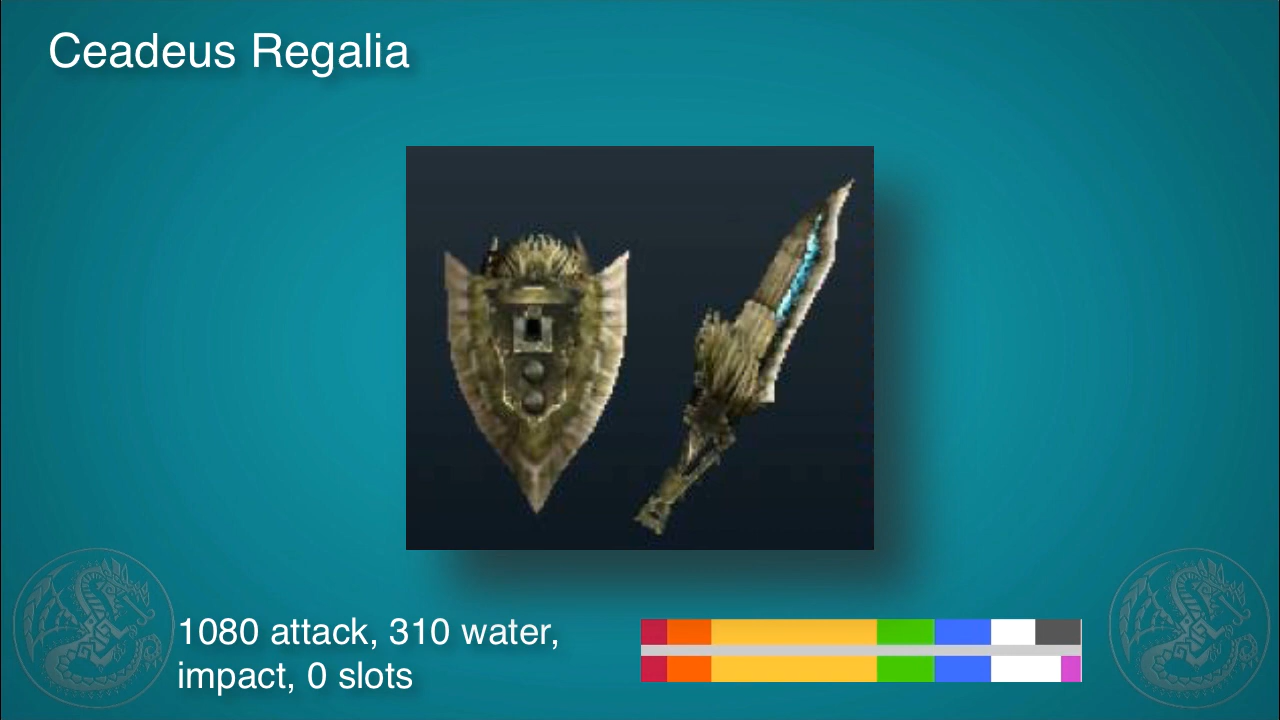 Ceadeus Regalia
1080 attack, 310 water,
impact, 0 slots